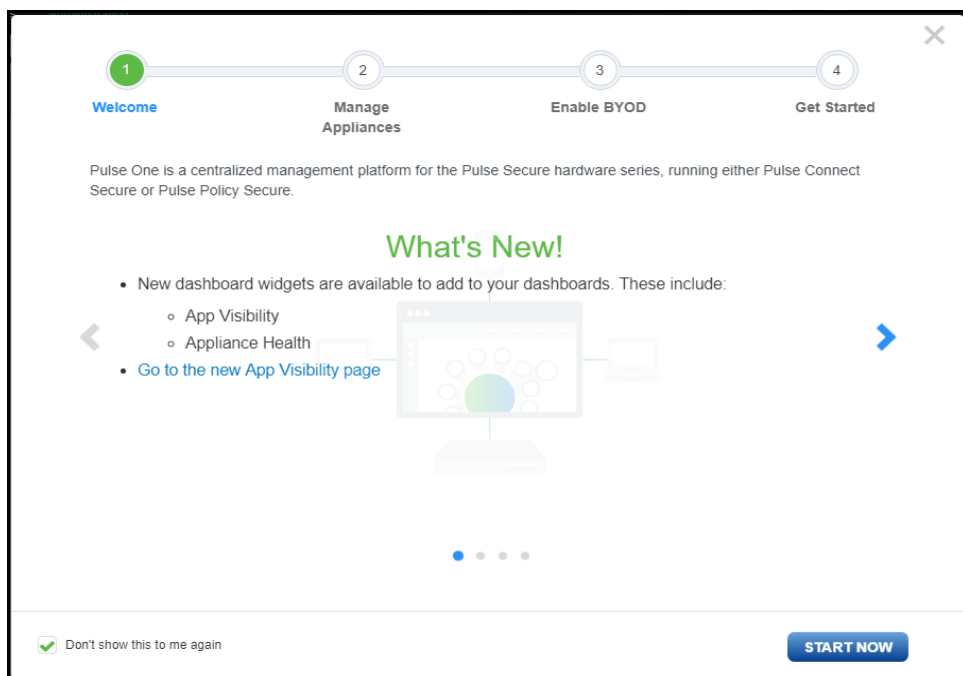 1
2
3
4
Welcome
Manage
Appliances
Enable BYOD
Get Started
Pulse One is a centralized management platform for the Pulse Secure hardware series, running either Pulse Connect
Secure or Pulse Policy Secure.
What's New!
• New dashboard widgets are available to add to your dashboards. These include:
◦ App Visibility
◦ Appliance Health
• Go to the new App Visibility page
Don't show this to me again
START NOW